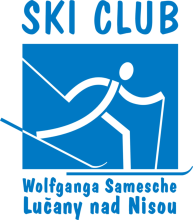 SKI CLUB
Wolfganga Samesche
Lučany nad Nisou